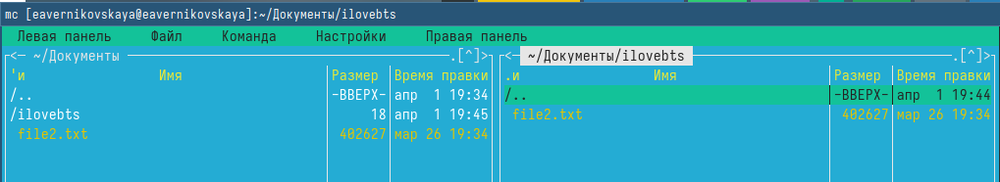 mc [eavernikovskaya@eavernikovskaya]:~/Документы/ilovebts
Левая панель Файл Команда Настройки Правая панель
<— ~/Документы .[^]> <— ~/Документы/ilovebts .[^]>
'и Имя Размер Время правки .и Имя Размер Время правки
/.. -ВВЕРХ- апр 1 19:34 /.. -ВВЕРХ- апр 1 19:44
/ilovebts 18 апр 1 19:45 file2.txt 402627 мар 26 19:34
file2.txt 402627 мар 26 19:34